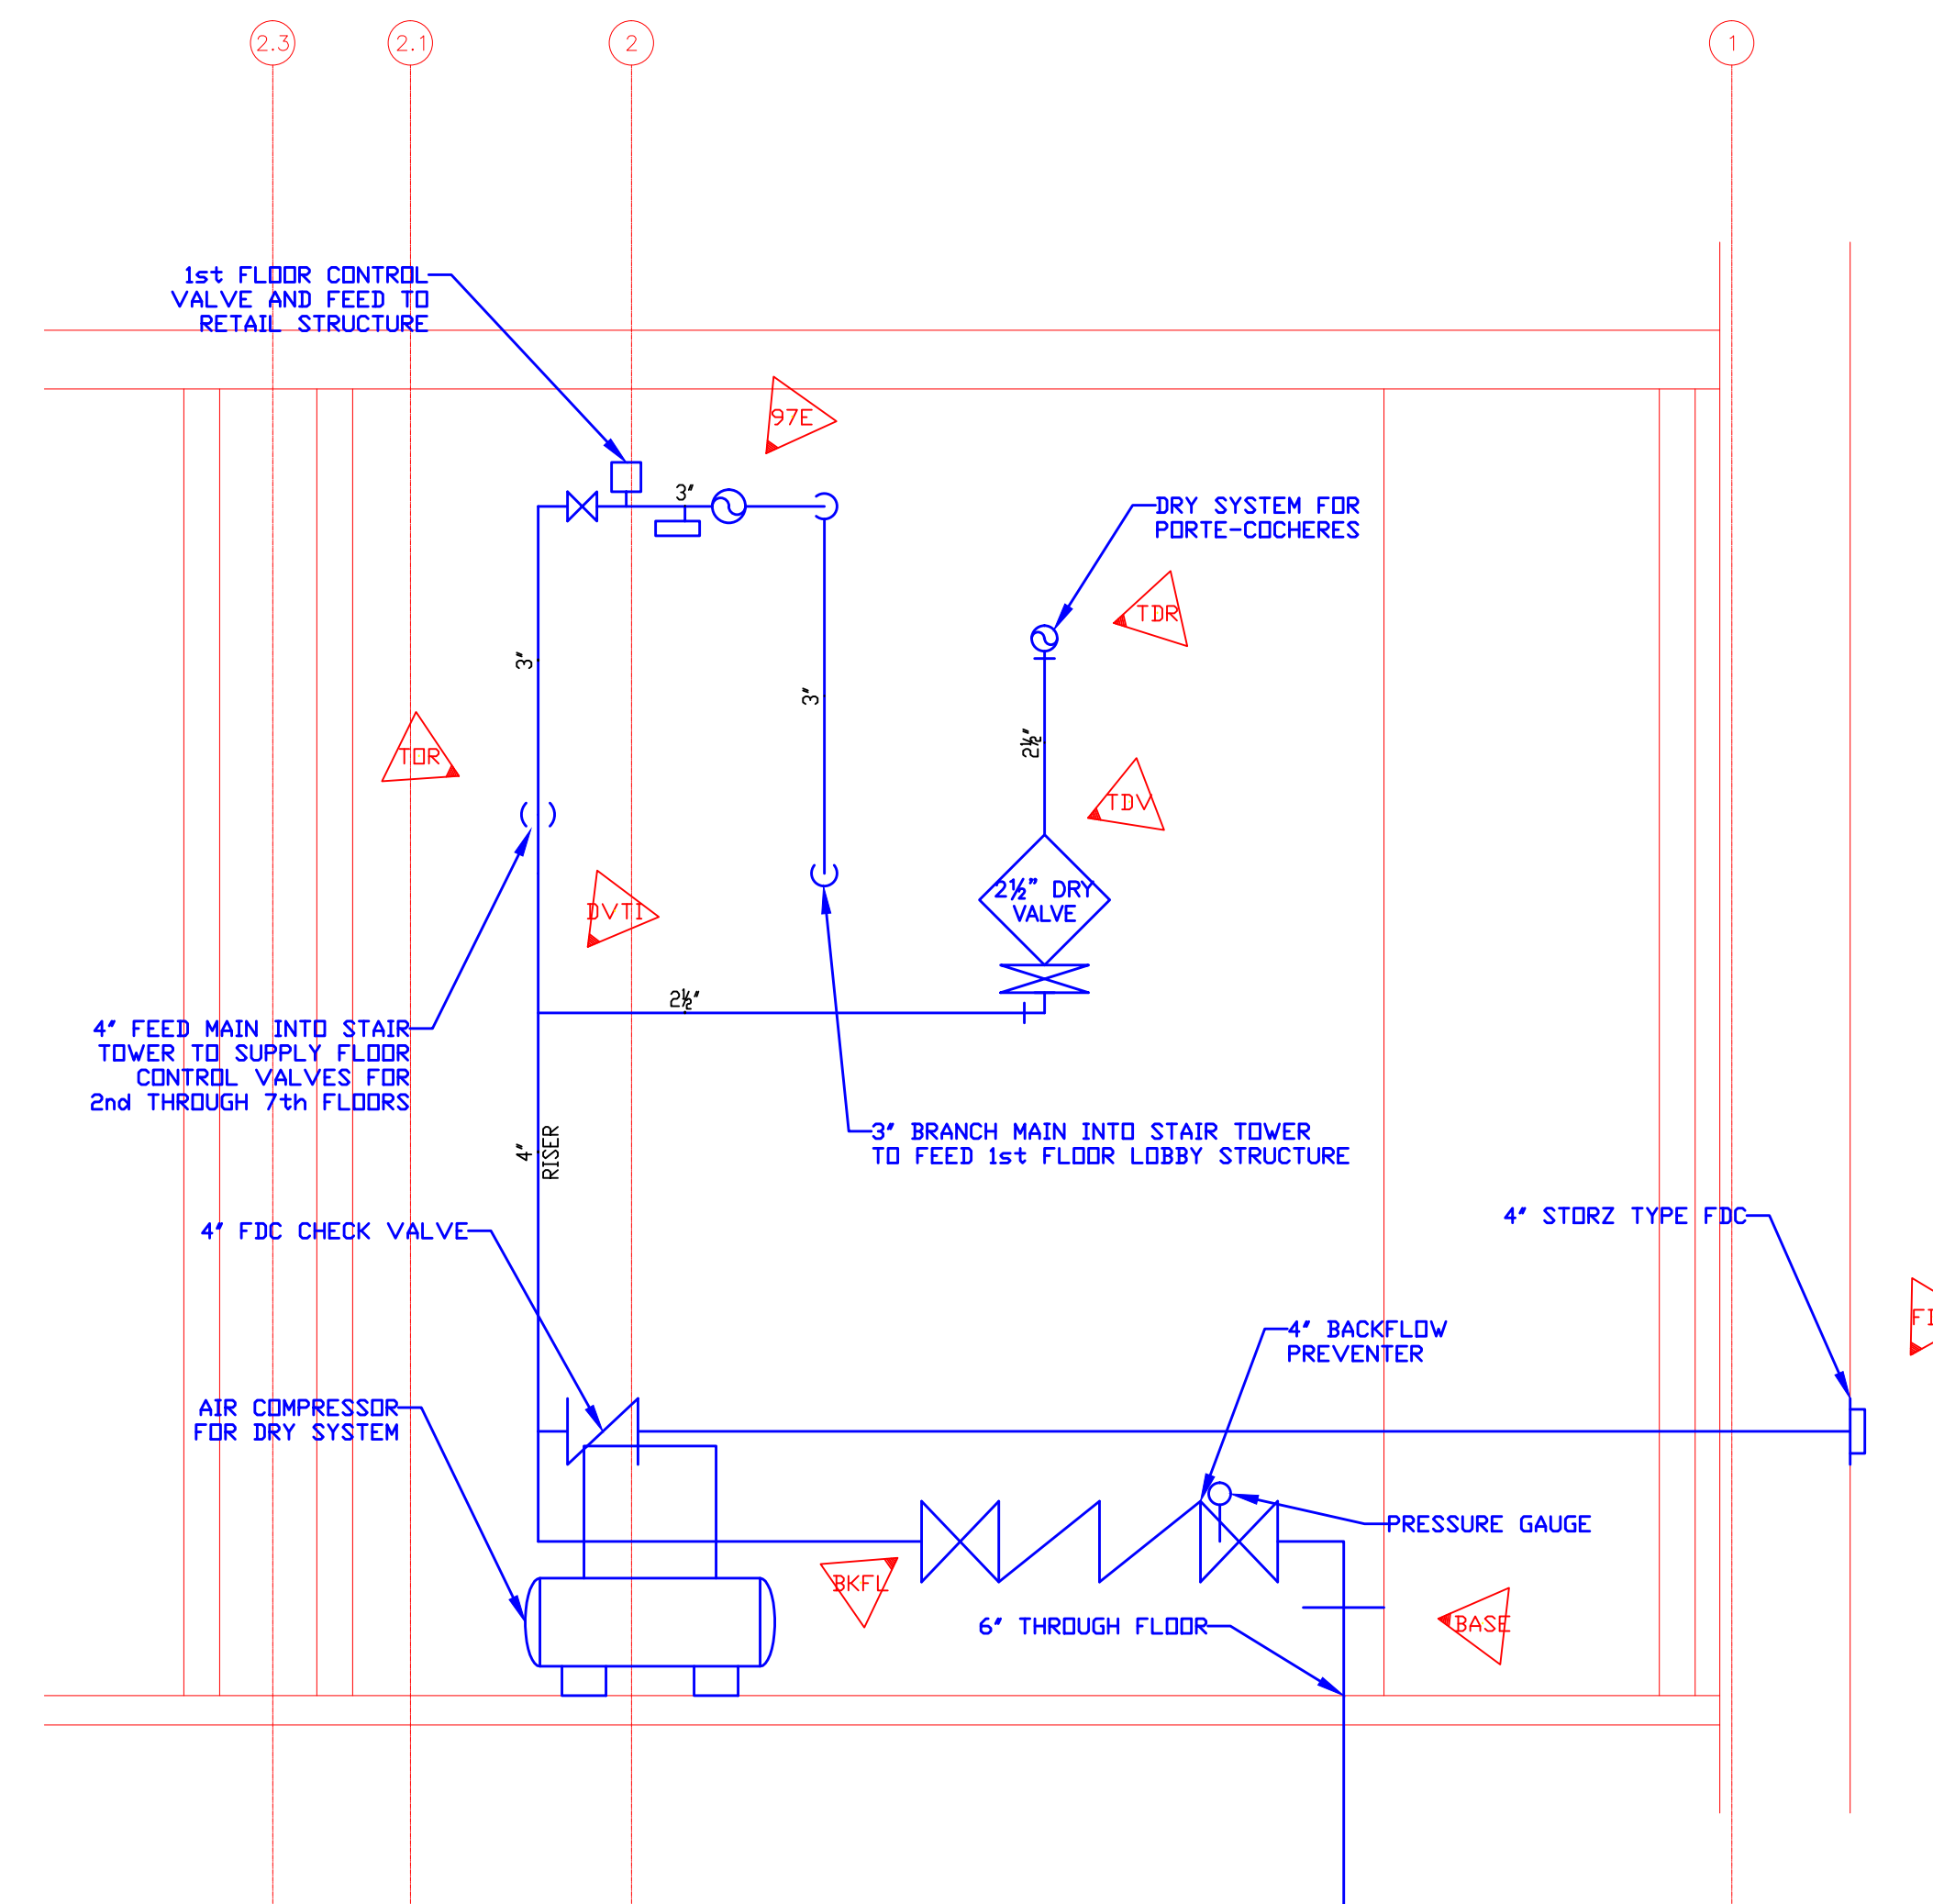 2.3
2.1
2
1
1st FLOOR CONTROL
VALVE AND FEED TO
RETAIL STRUCTURE
97E
3"
DRY SYSTEM FOR
PORTE-COCHERES
TDR
3"
3"
2½"
TOR
TDV
2½" DRY
VALVE
DVTI
2½"
4" FEED MAIN INTO STAIR
TOWER TO SUPPLY FLOOR
CONTROL VALVES FOR
2nd THROUGH 7th FLOORS
4"
RISER
3" BRANCH MAIN INTO STAIR TOWER
TO FEED 1st FLOOR LOBBY STRUCTURE
4" FDC CHECK VALVE
4" STORZ TYPE FDC
4" BACKFLOW
PREVENTER
AIR COMPRESSOR
FOR DRY SYSTEM
PRESSURE GAUGE
BKFL
6" THROUGH FLOOR
BASE